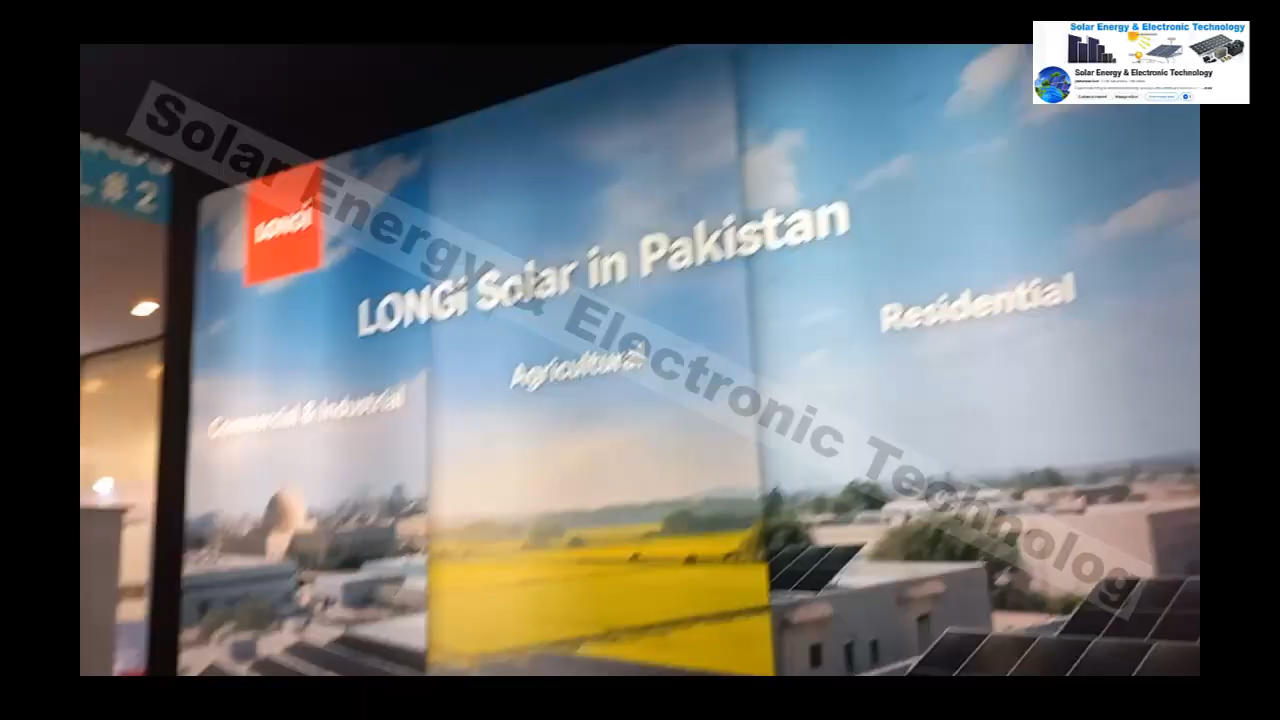 Solar Energy & Electronic Technology
Solar Energy & Electronic Technology
#2
LONGi
LONGi Solar in Pakistan
Residential
Agricultural
Commercial & Industrial
Solar Energy & Electronic Technology